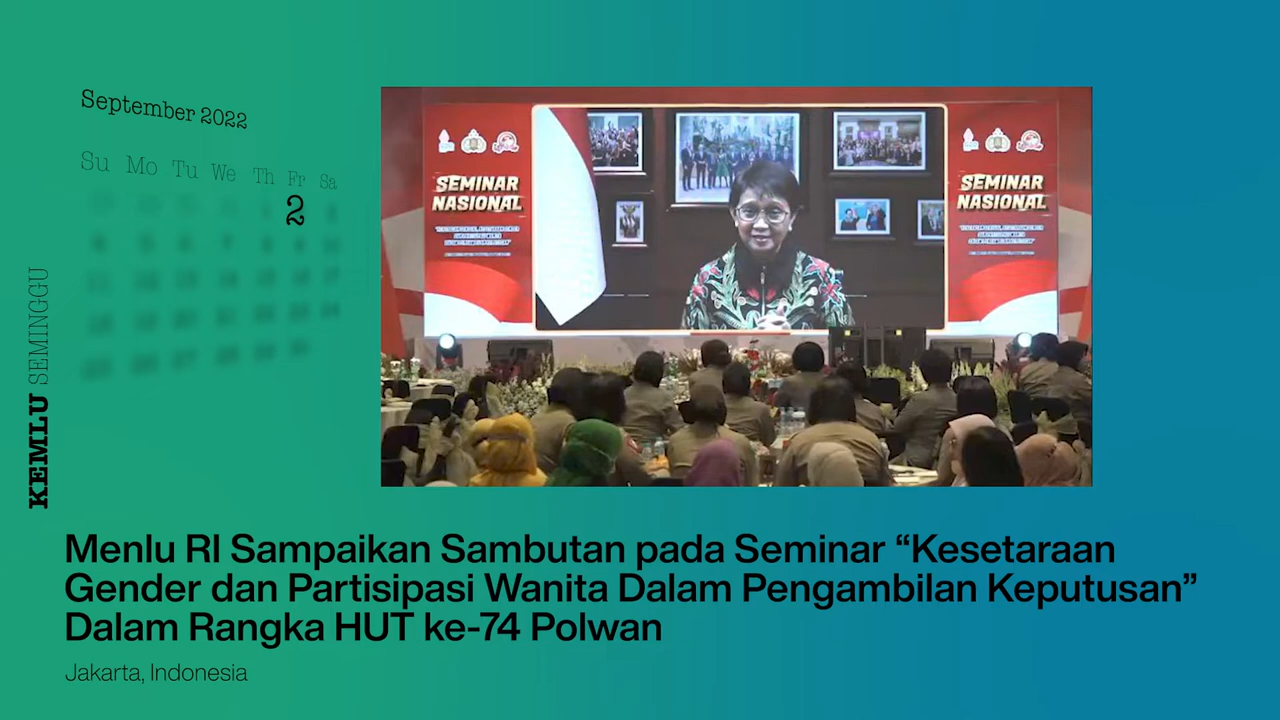 September 2022
Su Mo Tu We Th Fr Sa
2
SEMINAR
NASIONAL
SEMINAR
NASIONAL
KEMLU SEMINGGU
Menlu RI Sampaikan Sambutan pada Seminar “Kesetaraan
Gender dan Partisipasi Wanita Dalam Pengambilan Keputusan”
Dalam Rangka HUT ke-74 Polwan
Jakarta, Indonesia